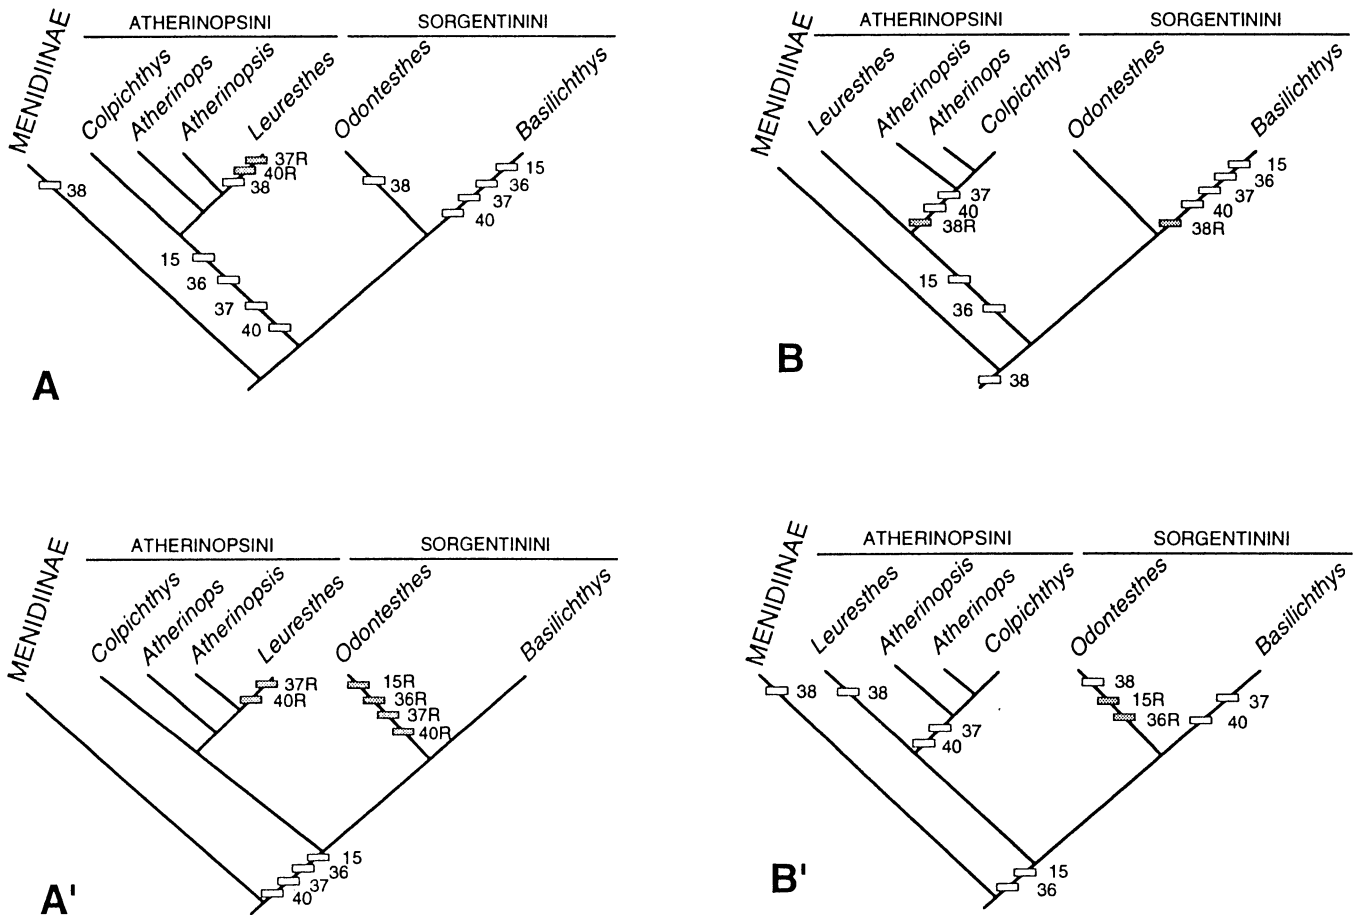 MENIDIINAE
ATHERINOPSINI
SORGENTININI
Colpichthys
Atherinops
Atherinopsis
Leuresthes
Odontesthes
Basilichthys
38
37R
40R
38
38
15
36
37
40
15
36
37
40
A
MENIDIINAE
ATHERINOPSINI
SORGENTININI
Leuresthes
Atherinopsis
Atherinops
Colpichthys
Odontesthes
Basilichthys
37
40
38R
15
36
37
40
38R
15
36
38
B
MENIDIINAE
ATHERINOPSINI
SORGENTININI
Colpichthys
Atherinops
Atherinopsis
Leuresthes
Odontesthes
Basilichthys
37R
40R
15R
36R
37R
40R
15
36
37
40
A'
MENIDIINAE
ATHERINOPSINI
SORGENTININI
Leuresthes
Atherinopsis
Atherinops
Colpichthys
Odontesthes
Basilichthys
38
38
37
40
38
15R
36R
37
40
15
36
B'